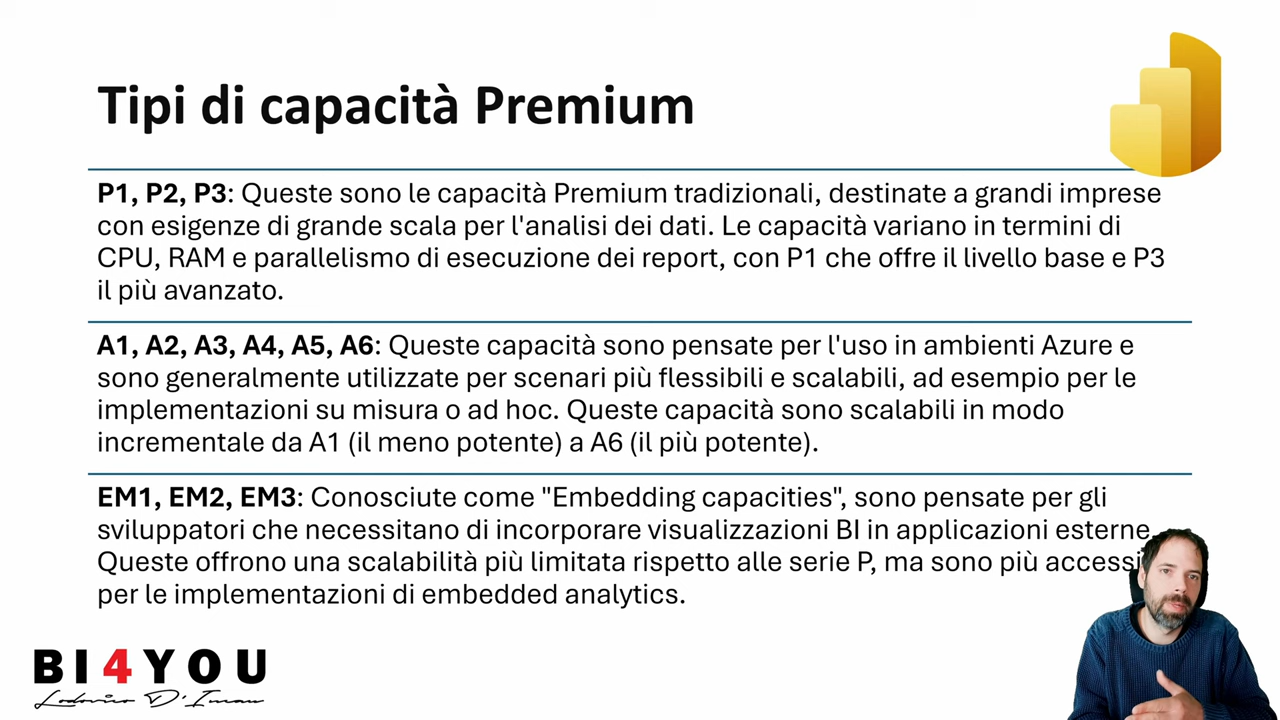 Tipi di capacità Premium
P1, P2, P3: Queste sono le capacità Premium tradizionali, destinate a grandi imprese
con esigenze di grande scala per l'analisi dei dati. Le capacità variano in termini di
CPU, RAM e parallelismo di esecuzione dei report, con P1 che offre il livello base e P3
il più avanzato.
A1, A2, A3, A4, A5, A6: Queste capacità sono pensate per l'uso in ambienti Azure e
sono generalmente utilizzate per scenari più flessibili e scalabili, ad esempio per le
implementazioni su misura o ad hoc. Queste capacità sono scalabili in modo
incrementale da A1 (il meno potente) a A6 (il più potente).
EM1, EM2, EM3: Conosciute come "Embedding capacities", sono pensate per gli
sviluppatori che necessitano di incorporare visualizzazioni BI in applicazioni esterne.
Queste offrono una scalabilità più limitata rispetto alle serie P, ma sono più
per le implementazioni di embedded analytics.
BI4YOU
Lodovico